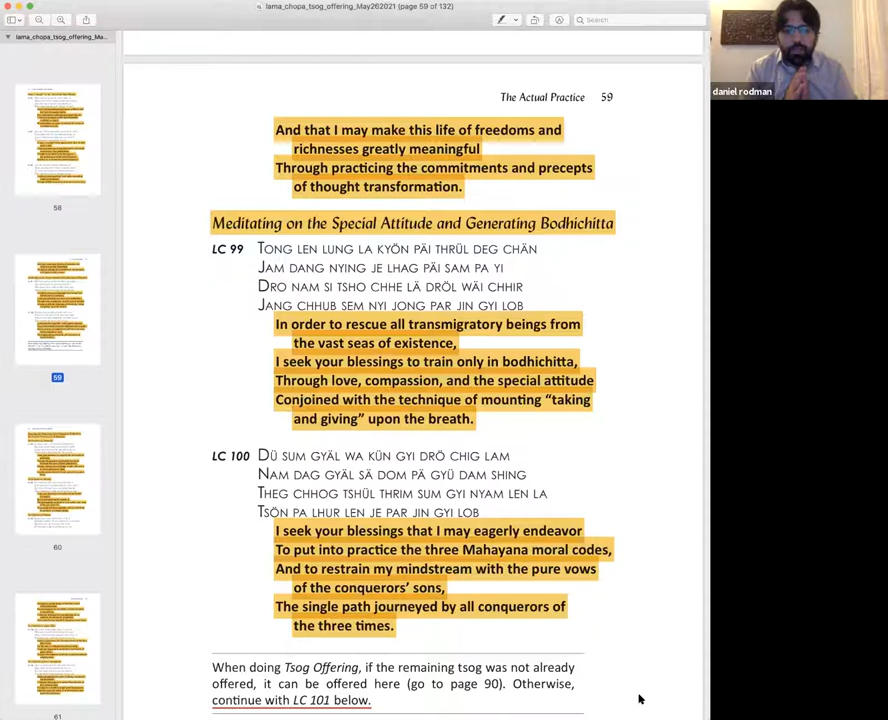 lama_chopa_tsog_offering_May262021 (page 59 of 132)
Search
lama_chopa_tsog_offering_Ma...
58
59
60
61
daniel rodman
The Actual Practice 59
And that I may make this life of freedoms and
richnesses greatly meaningful
Through practicing the commitments and precepts
of thought transformation.
Meditating on the Special Attitude and Generating Bodhichitta
LC 99 TONG LEN LUNG LA KYÖN PÄI THRÜL DEG CHÄN
JAM DANG NYING JE LHAG PÄI SAM PA YI
DRO NAM SI TSHO CHHE LÄ DRÖL WÄI CHHIR
JANG CHHUB SEM NYI JONG PAR JIN GYI LOB
In order to rescue all transmigratory beings from
the vast seas of existence,
I seek your blessings to train only in bodhichitta,
Through love, compassion, and the special attitude
Conjoined with the technique of mounting “taking
and giving” upon the breath.
LC 100 DÜ SUM GYÄL WA KÜN GYI DRÖ CHIG LAM
NAM DAG GYÄL SÄ DOM PÄ GYÜ DAM SHING
THEG CHHOG TSHÜL THRIM SUM GYI NYAM LEN LA
TSÖN PA LHUR LEN JE PAR JIN GYI LOB
I seek your blessings that I may eagerly endeavor
To put into practice the three Mahayana moral codes,
And to restrain my mindstream with the pure vows
of the conquerors’ sons,
The single path journeyed by all conquerors of
the three times.
When doing Tsog Offering, if the remaining tsog was not already
offered, it can be offered here (go to page 90). Otherwise,
continue with LC 101 below.